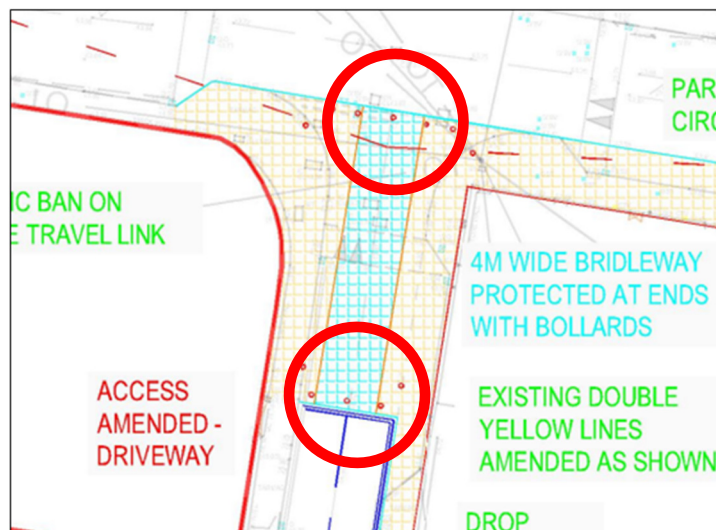 PAR
CIRC
IC BAN ON
E TRAVEL LINK
4M WIDE BRIDLEWAY
PROTECTED AT ENDS
WITH BOLLARDS
ACCESS
AMENDED -
DRIVEWAY
EXISTING DOUBLE
YELLOW LINES
AMENDED AS SHOWN
DROP